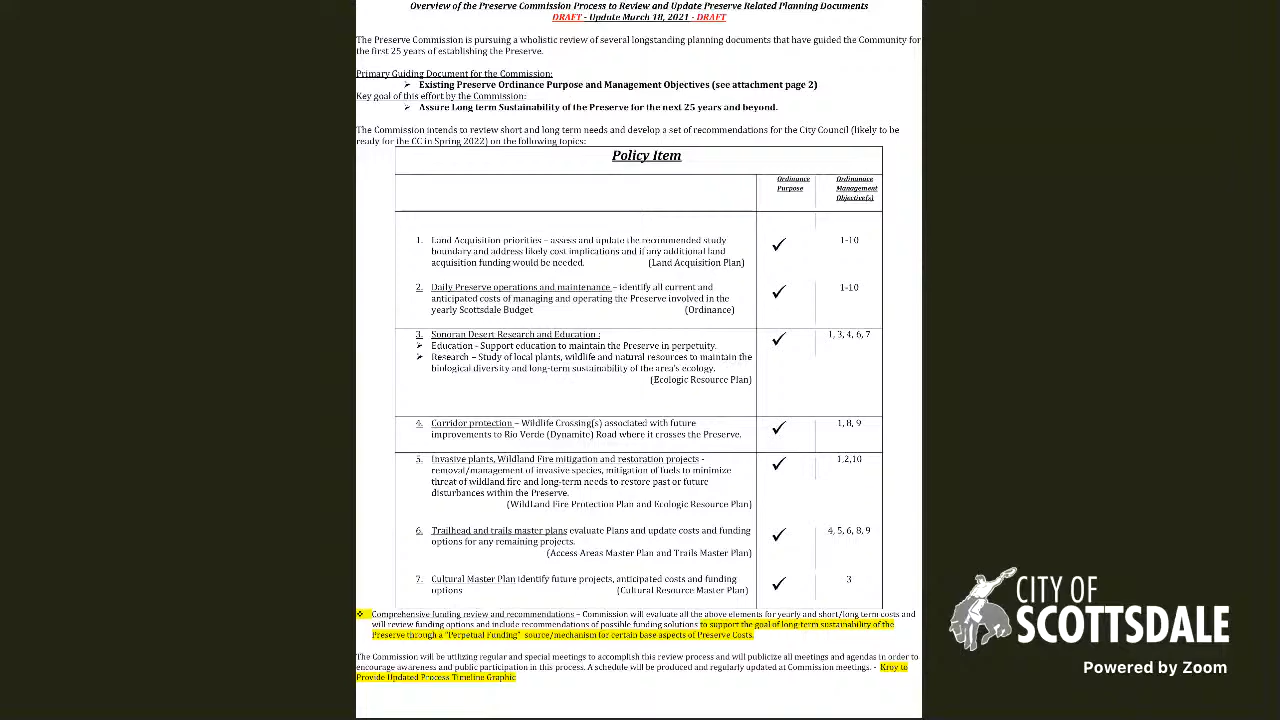 Overview of the Preserve Commission Process to Review and Update Preserve Related Planning Documents
DRAFT - Update March 18, 2021 - DRAFT
The Preserve Commission is pursuing a wholistic review of several longstanding planning documents that have guided the Community for
the first 25 years of establishing the Preserve.
Primary Guiding Document for the Commission:
➢ Existing Preserve Ordinance Purpose and Management Objectives (see attachment page 2)
Key goal of this effort by the Commission:
➢ Assure Long term Sustainability of the Preserve for the next 25 years and beyond.
The Commission intends to review short and long term needs and develop a set of recommendations for the City Council (likely to be
ready for the CC in Spring 2022) on the following topics:
Policy Item
Ordinance Purpose
Ordinanace Management Objective(s)
1. Land Acquisition priorities – assess and update the recommended study ✓ 1-10
boundary and address likely cost implications and if any additional land
acquisition funding would be needed. (Land Acquisition Plan)
2. Daily Preserve operations and maintenance – identify all current and ✓ 1-10
anticipated costs of managing and operating the Preserve involved in the
yearly Scottsdale Budget (Ordinance)
3. Sonoran Desert Research and Education : ✓ 1, 3, 4, 6, 7
➢ Education – Support education to maintain the Preserve in perpetuity.
➢ Research – Study of local plants, wildlife and natural resources to maintain the
biological diversity and long-term sustainability of the area's ecology.
(Ecologic Resource Plan)
4. Corridor protection – Wildlife Crossing(s) associated with future ✓ 1, 8, 9
improvements to Rio Verde (Dynamite) Road where it crosses the Preserve.
5. Invasive plants, Wildland Fire mitigation and restoration projects - ✓ 1,2,10
removal/management of invasive species, mitigation of fuels to minimize
threat of wildland fire and long-term needs to restore past or future
disturbances within the Preserve.
(WildLand Fire Protection Plan and Ecologic Resource Plan)
6. Trailhead and trails master plans evaluate Plans and update costs and funding ✓ 4, 5, 6, 8, 9
options for any remaining projects.
(Access Areas Master Plan and Trails Master Plan)
7. Cultural Master Plan identify future projects, anticipated costs and funding ✓ 3
options (Cultural Resource Master Plan)
❖ Comprehensive funding review and recommendations – Commission will evaluate all the above elements for yearly and short/long term costs and
will review funding options and include recommendations of possible funding solutions to support the goal of long-term sustainability of the
Preserve through a "Perpetual Funding" source/mechanism for certain base aspects of Preserve Costs.
The Commission will be utilizing regular and special meetings to accomplish this review process and will publicize all meetings and agendas in order to
encourage awareness and public participation in this process. A schedule will be produced and regularly updated at Commission meetings. - Kroy to
Provide Updated Process Timeline Graphic
CITY OF
SCOTTSDALE
Powered by Zoom